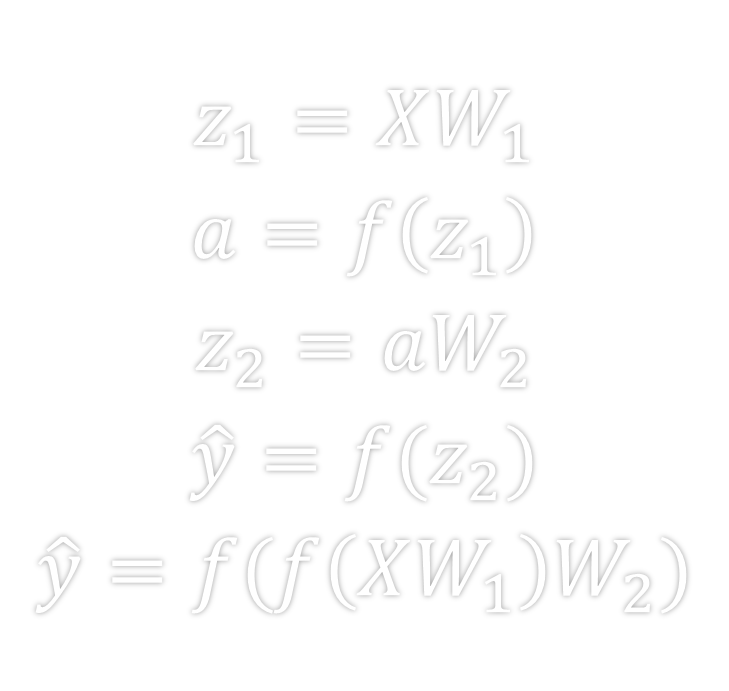 z₁ = XW₁
a = f(z₁)
z₂ = aW₂
ŷ = f(z₂)
ŷ = f(f(XW₁)W₂)